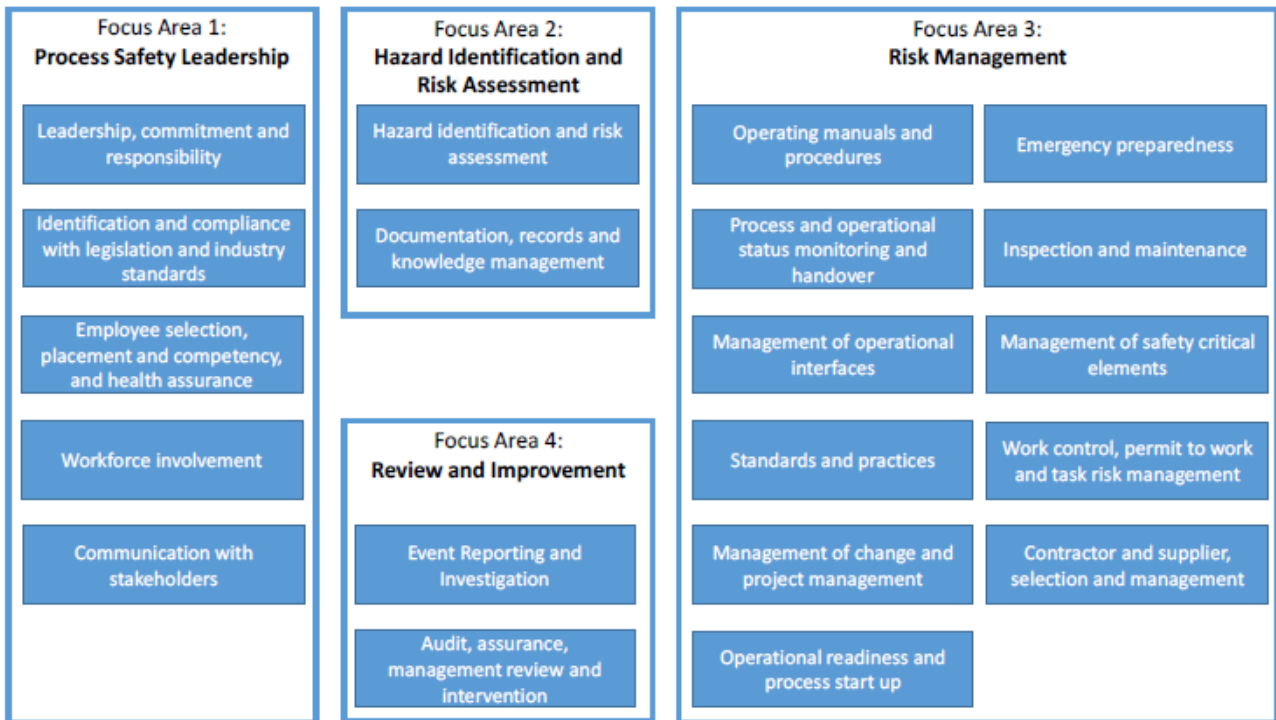 Focus Area 1:
Process Safety Leadership
Leadership, commitment and
responsibility
Identification and compliance
with legislation and industry
standards
Employee selection,
placement and competency,
and health assurance
Workforce involvement
Communication with
stakeholders
Focus Area 2:
Hazard Identification and
Risk Assessment
Hazard identification and risk
assessment
Documentation, records and
knowledge management
Focus Area 4:
Review and Improvement
Event Reporting and
Investigation
Audit, assurance,
management review and
intervention
Focus Area 3:
Risk Management
Operating manuals and
procedures
Emergency preparedness
Process and operational
status monitoring and
handover
Inspection and maintenance
Management of operational
interfaces
Management of safety critical
elements
Standards and practices
Work control, permit to work
and task risk management
Management of change and
project management
Contractor and supplier,
selection and management
Operational readiness and
process start up